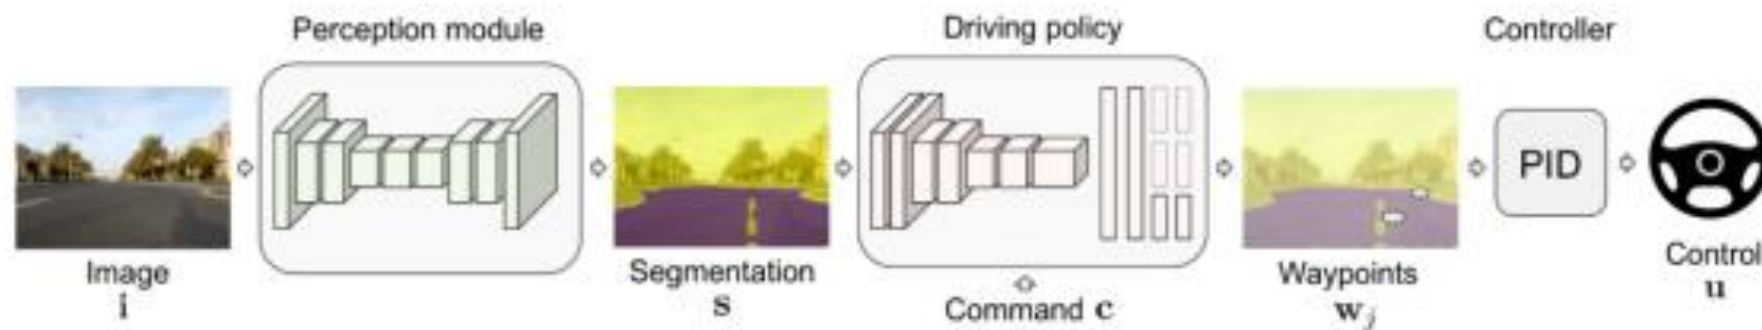 Perception module
Driving policy
Controller
PID
Image
i
Segmentation
s
Command c
Waypoints
w_j
Control
u